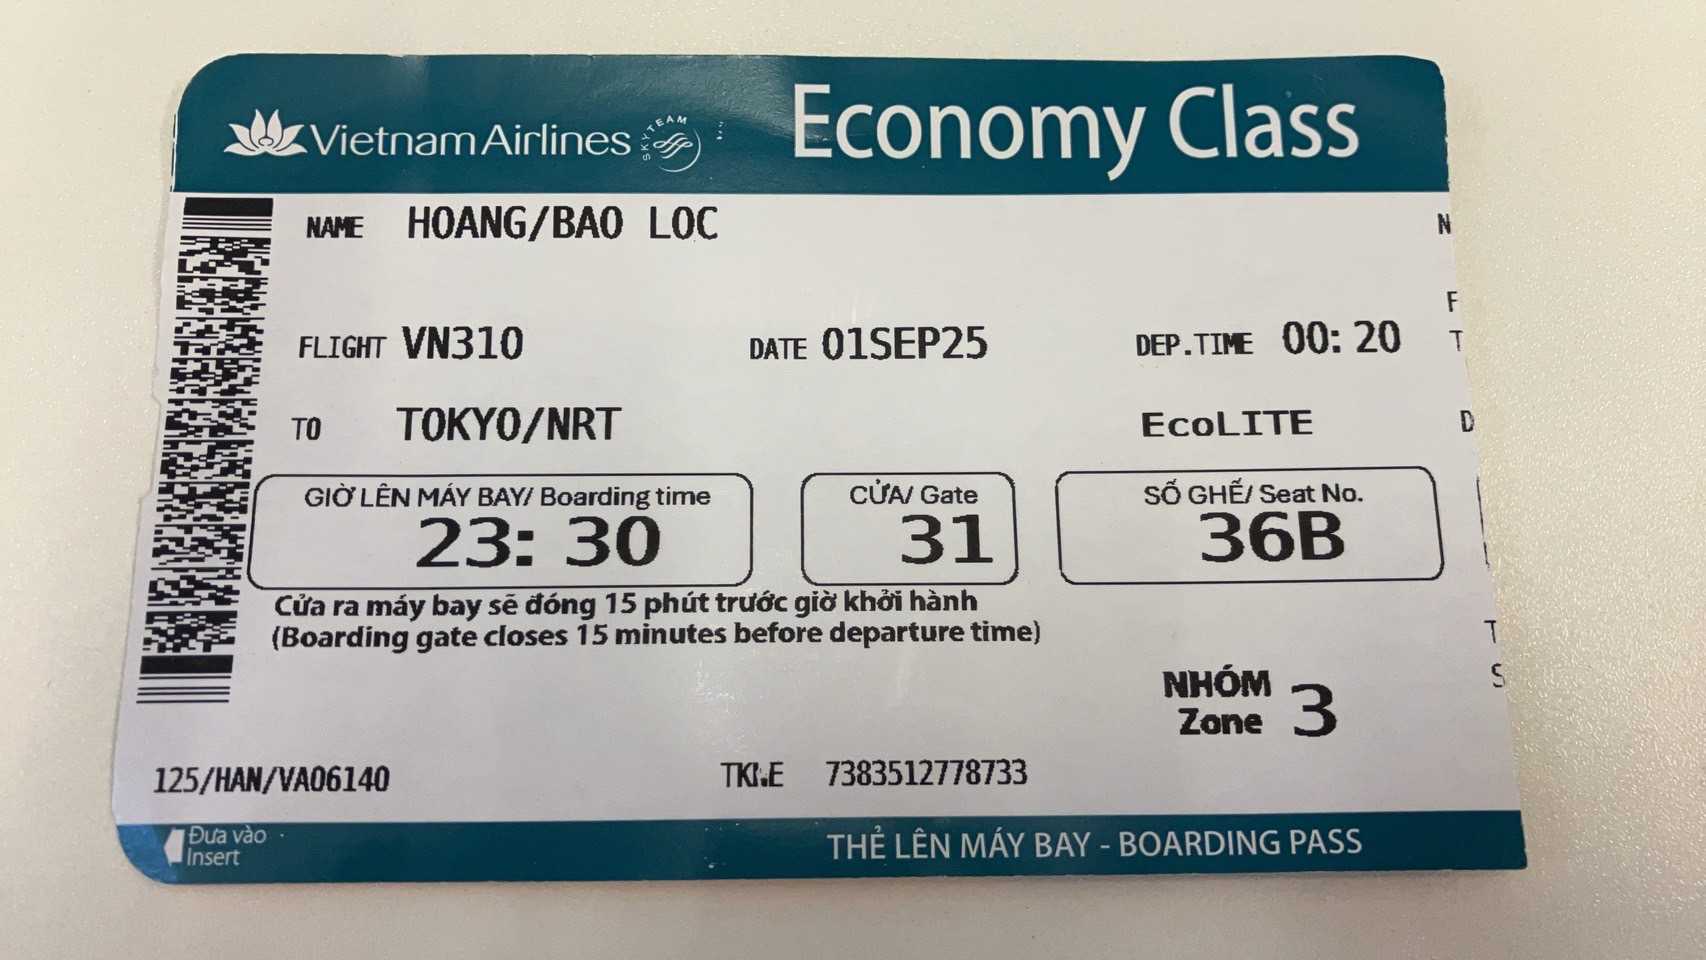 Vietnam Airlines SKYTEAM Economy Class
NAME HOANG/BAO LOC N
FLIGHT VN310 DATE 01SEP25 DEP.TIME 00:20 F
T
TO TOKYO/NRT EcoLITE D
GIỜ LÊN MÁY BAY/ Boarding time CỬA/ Gate SỐ GHẾ/ Seat No.
23:30 31 36B
Cửa ra máy bay sẽ đóng 15 phút trước giờ khởi hành
(Boarding gate closes 15 minutes before departure time)
T
NHÓM S
Zone 3
125/HAN/VA06140 7383512778733
Đưa vào
Insert
THẺ LÊN MÁY BAY - BOARDING PASS